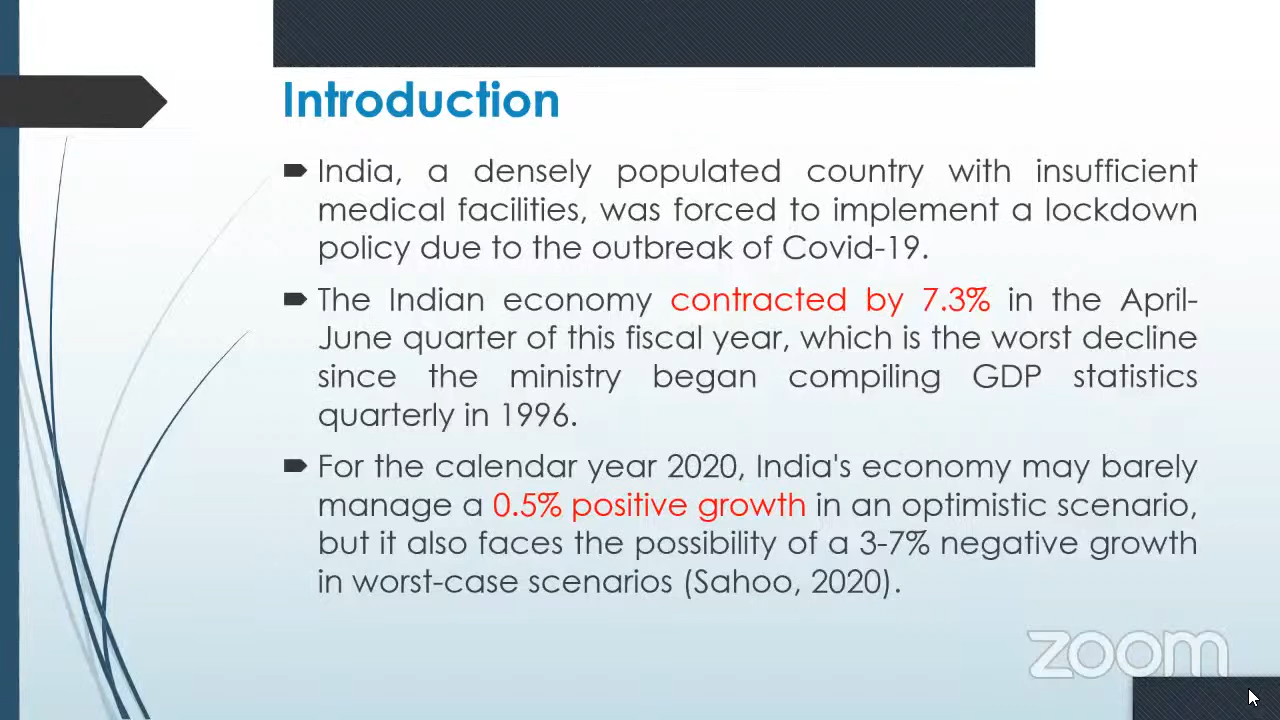 Introduction
India, a densely populated country with insufficient
medical facilities, was forced to implement a lockdown
policy due to the outbreak of Covid-19.
The Indian economy contracted by 7.3% in the April-
June quarter of this fiscal year, which is the worst decline
since the ministry began compiling GDP statistics
quarterly in 1996.
For the calendar year 2020, India's economy may barely
manage a 0.5% positive growth in an optimistic scenario,
but it also faces the possibility of a 3-7% negative growth
in worst-case scenarios (Sahoo, 2020).
zoom